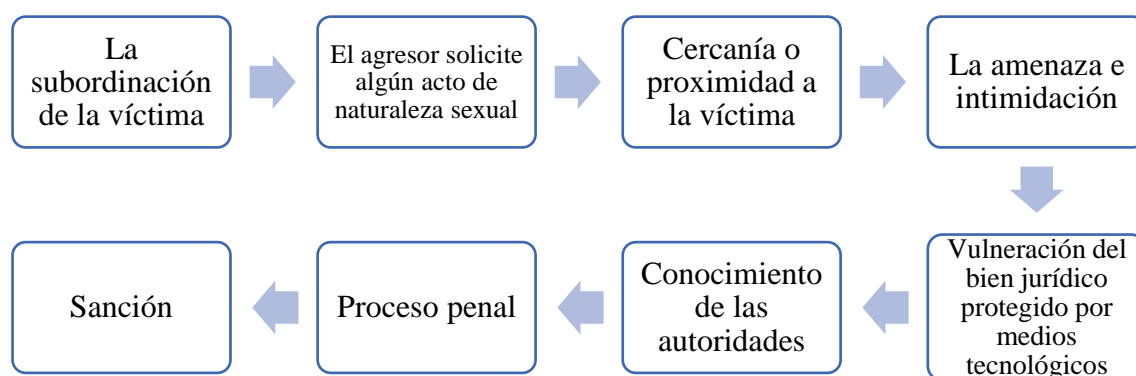 La
subordinación
de la víctima
El agresor solicite
algún acto de
naturaleza sexual
Cercanía o
proximidad a
la víctima
La amenaza e
intimidación
Vulneración del
bien jurídico
protegido por
medios
tecnológicos
Conocimiento
de las
autoridades
Proceso penal
Sanción